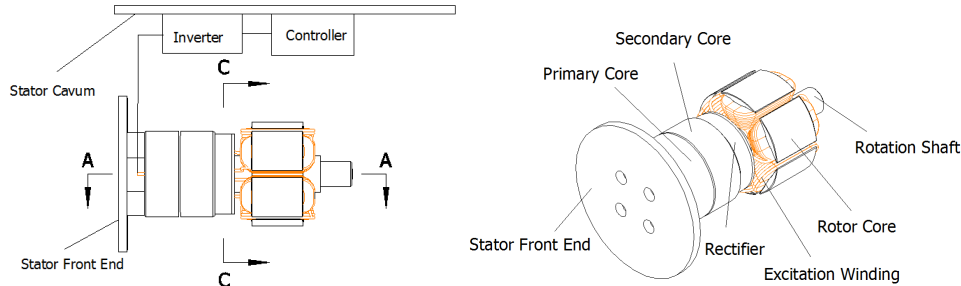 Inverter
Controller
C
Stator Cavum
A
A
Stator Front End
C
Secondary Core
Primary Core
Rotation Shaft
Stator Front End
Rectifier
Rotor Core
Excitation Winding